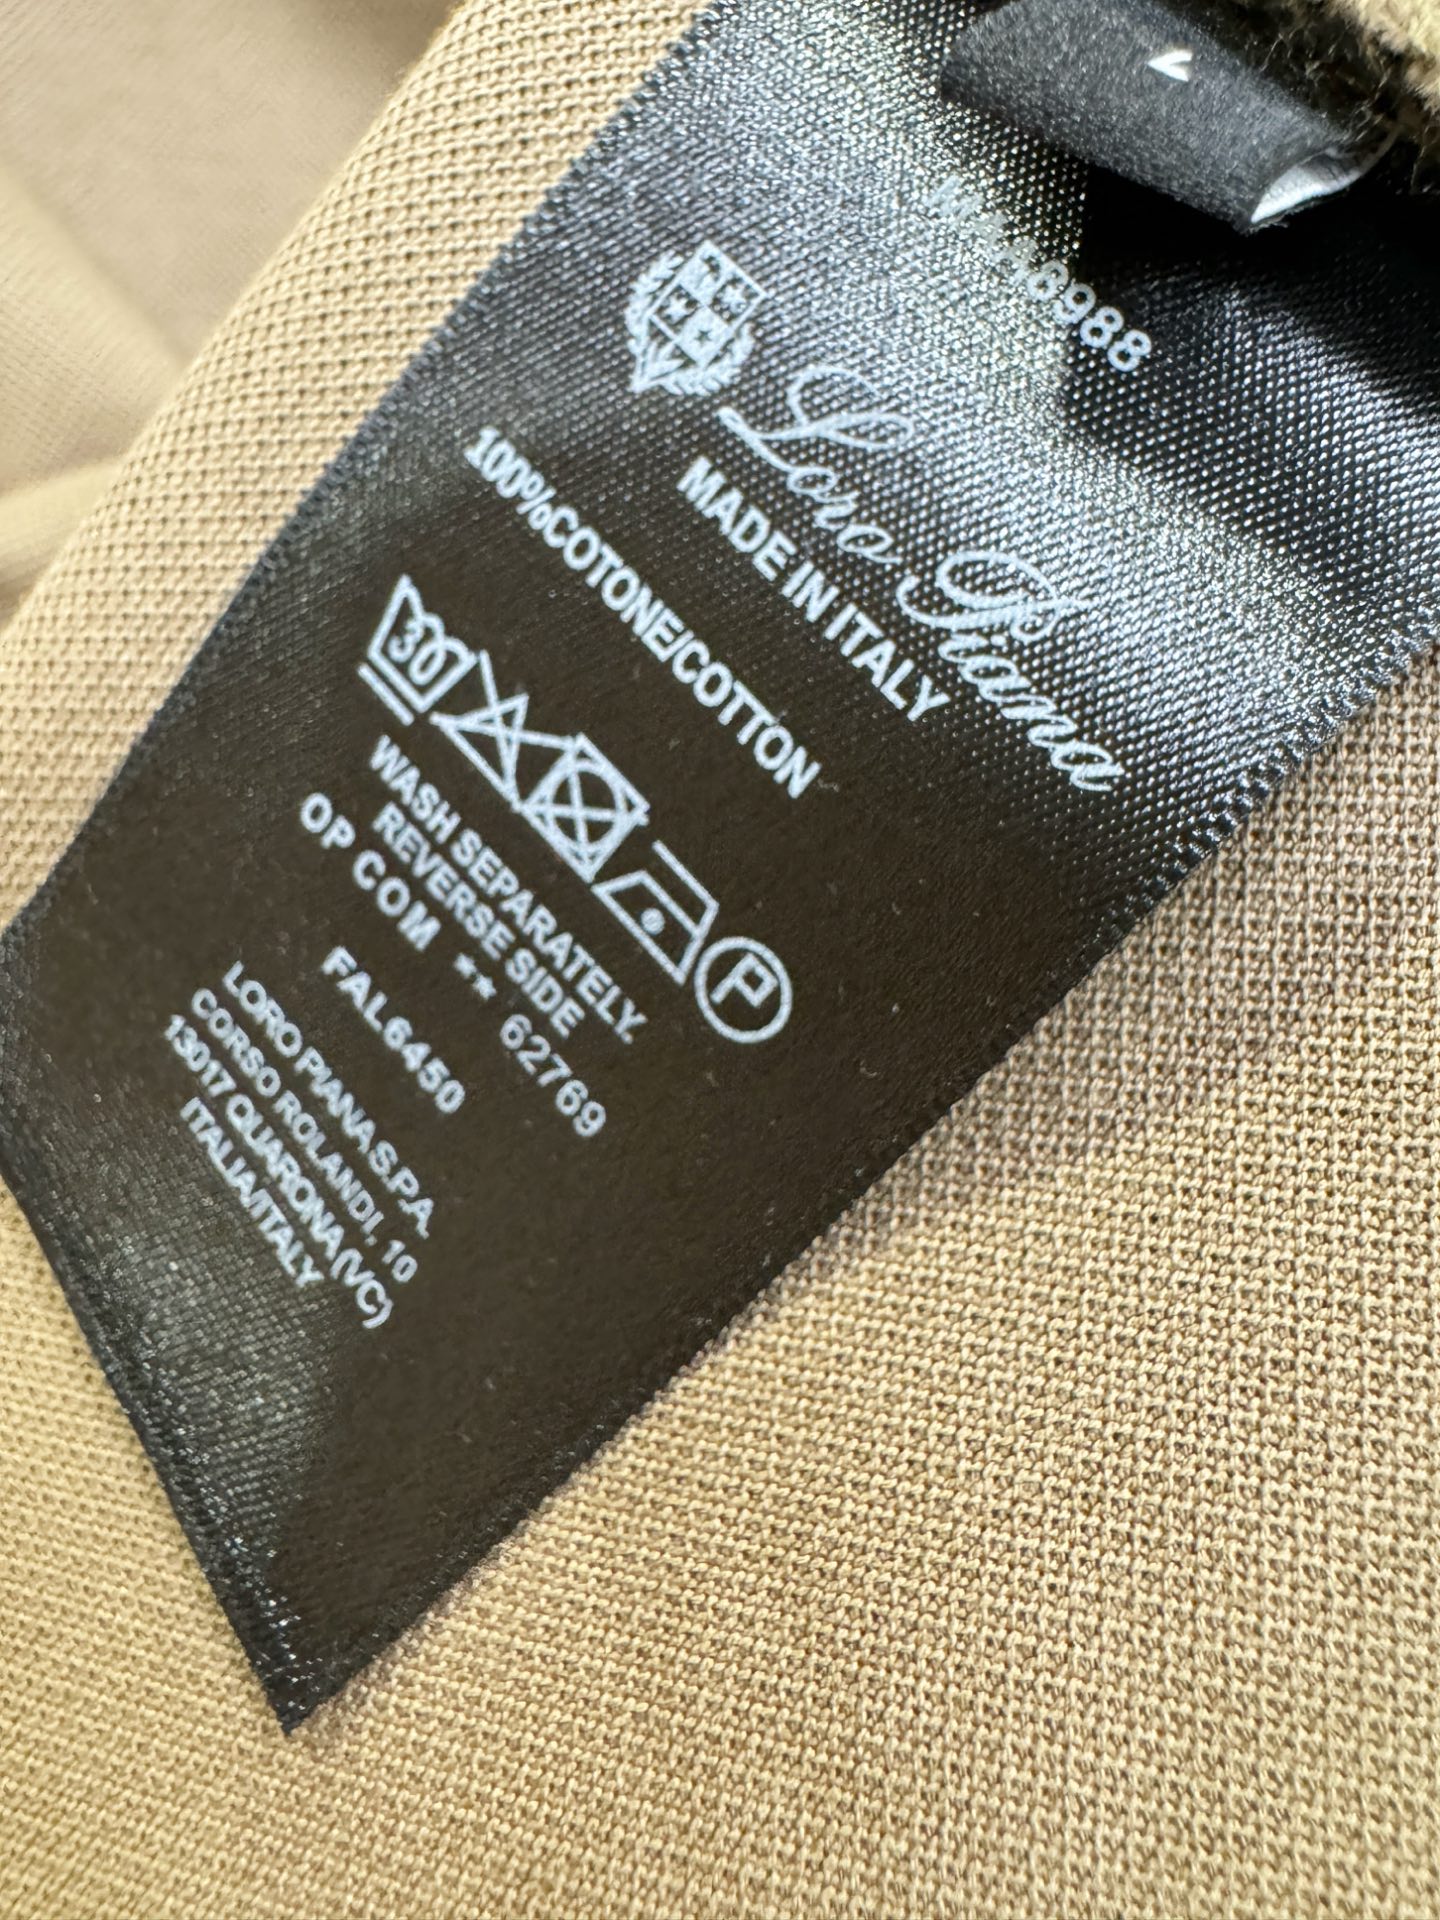 Loro Piana
MADE IN ITALY
100%COTONE/COTTON
30
P
WASH SEPARATELY.
REVERSE SIDE
OP COM ** 62769
FAL6450
LORO PIANA S.P.A.
CORSO ROLANDI, 10
13017 QUARONA (VC)
ITALIA/ITALY